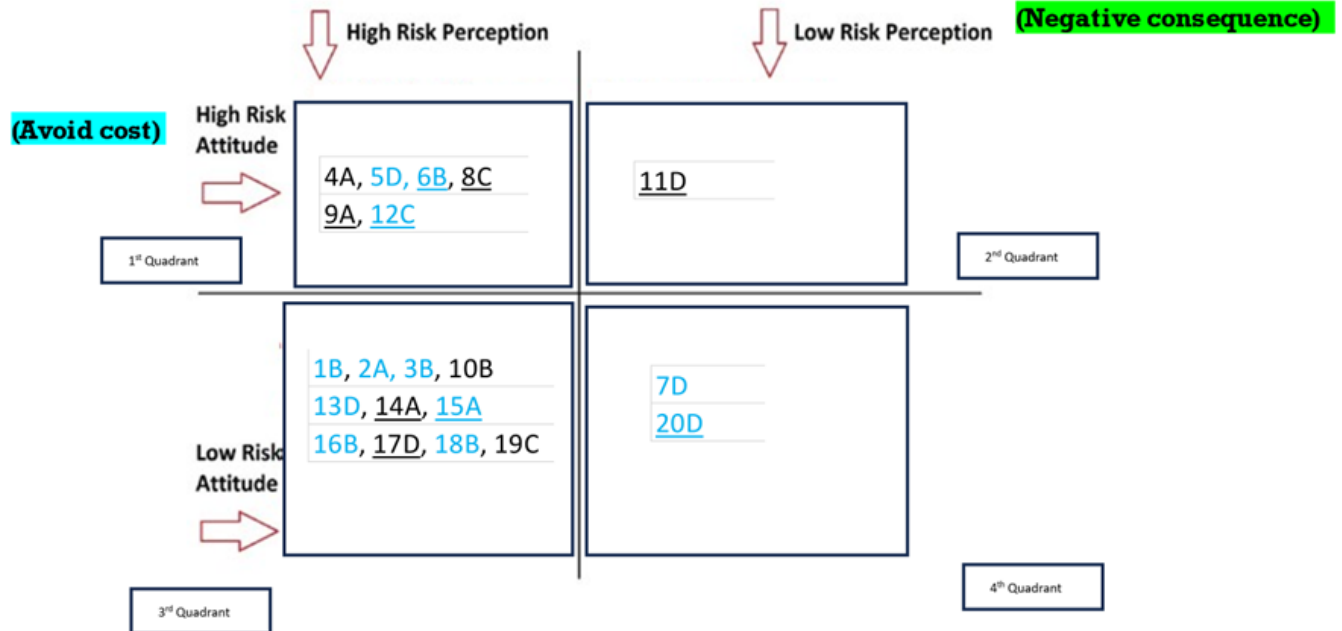 High Risk Perception
Low Risk Perception
(Negative consequence)
(Avoid cost)
High Risk
Attitude
4A, 5D, 6B, 8C
9A, 12C
11D
1st Quadrant
2nd Quadrant
1B, 2A, 3B, 10B
13D, 14A, 15A
16B, 17D, 18B, 19C
7D
20D
Low Risk
Attitude
3rd Quadrant
4th Quadrant